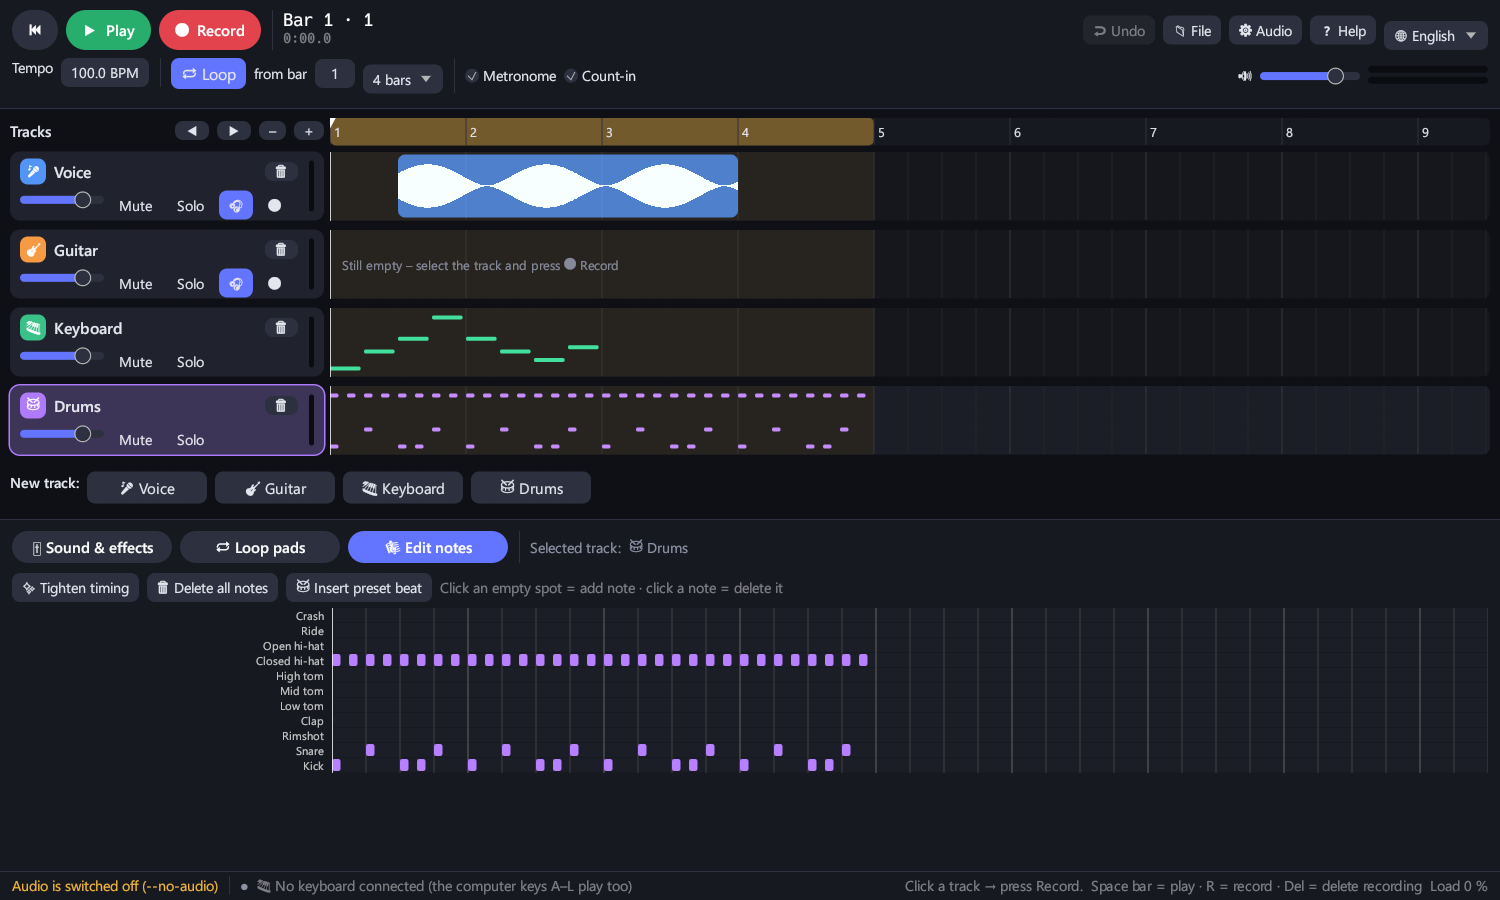 Play Record Bar 1 · 1
0:00.0
Undo File Audio ? Help English
Tempo 100.0 BPM Loop from bar 1 4 bars Metronome Count-in
Tracks − + 1 2 3 4 5 6 7 8 9
Voice
Mute Solo
Guitar
Mute Solo
Still empty – select the track and press Record
Keyboard
Mute Solo
Drums
Mute Solo
New track: Voice Guitar Keyboard Drums
Sound & effects Loop pads Edit notes Selected track: Drums
Tighten timing Delete all notes Insert preset beat Click an empty spot = add note · click a note = delete it
Crash
Ride
Open hi-hat
Closed hi-hat
High tom
Mid tom
Low tom
Clap
Rimshot
Snare
Kick
Audio is switched off (--no-audio) No keyboard connected (the computer keys A–L play too) Click a track → press Record. Space bar = play · R = record · Del = delete recording Load 0 %